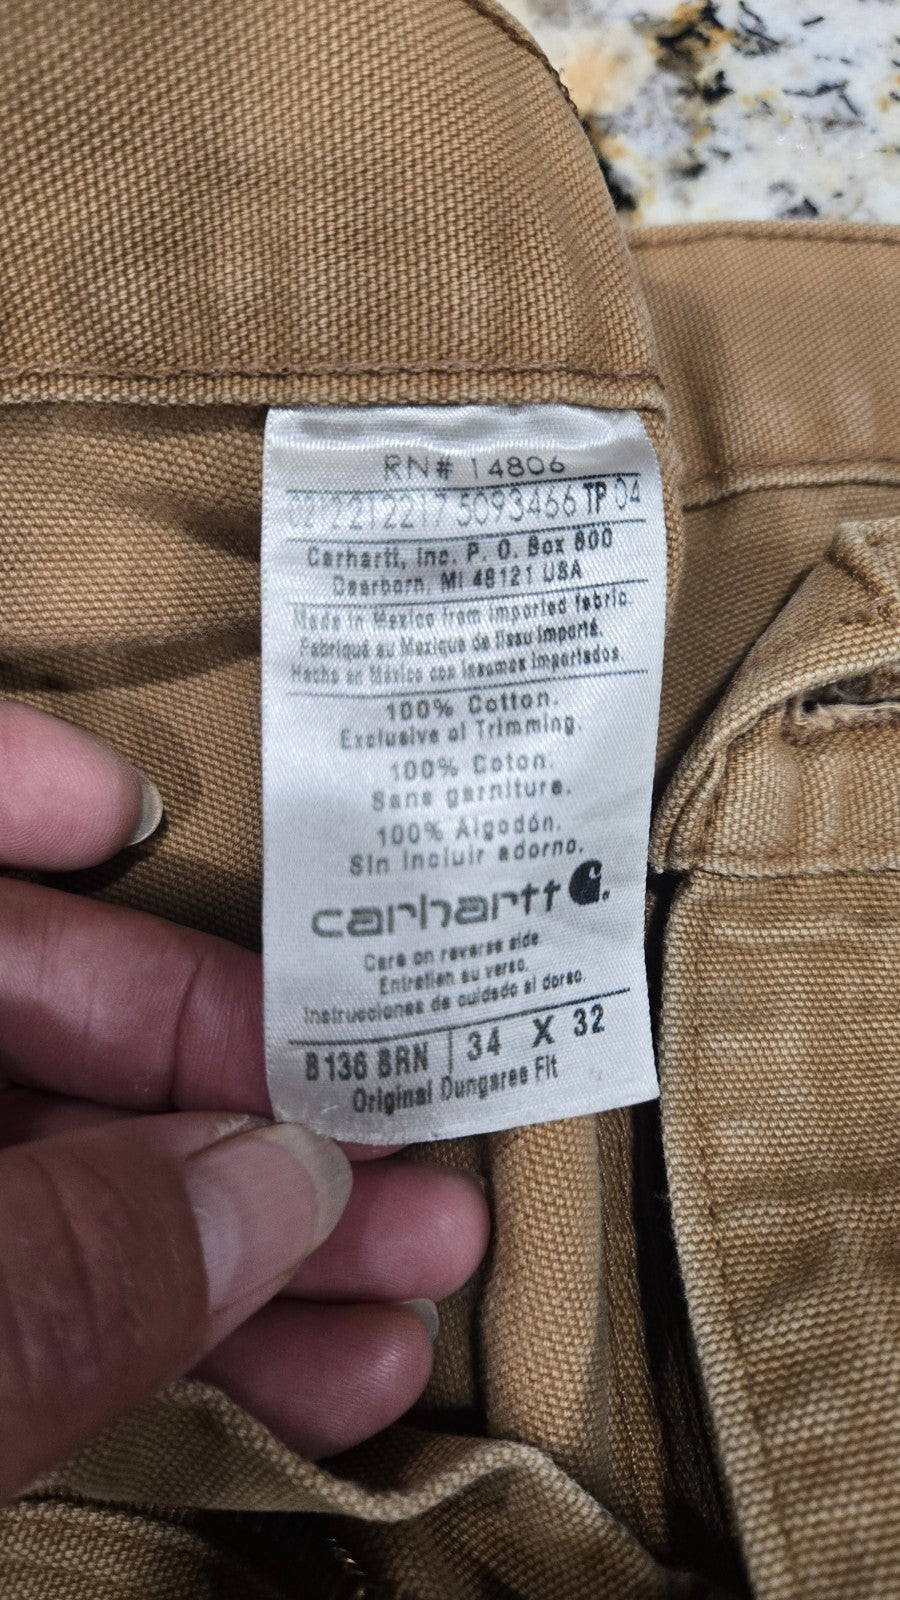 RN# 14806
5093466 TP 04
Carhartt, Inc. P. O. Box 600
Dearborn, MI 48121 USA
Made in Mexico from imported fabric.
Fabriqué au Mexique de tissu importé.
Hecho en México con insumos importados.
100% Cotton.
Exclusive of Trimming.
100% Coton.
Sans garniture.
100% Algodón.
Sin incluir adorno.
carhartt
Care on reverse side.
Entretien au verso.
Instrucciones de cuidado al dorso.
B136 BRN | 34 X 32
Original Dungaree Fit